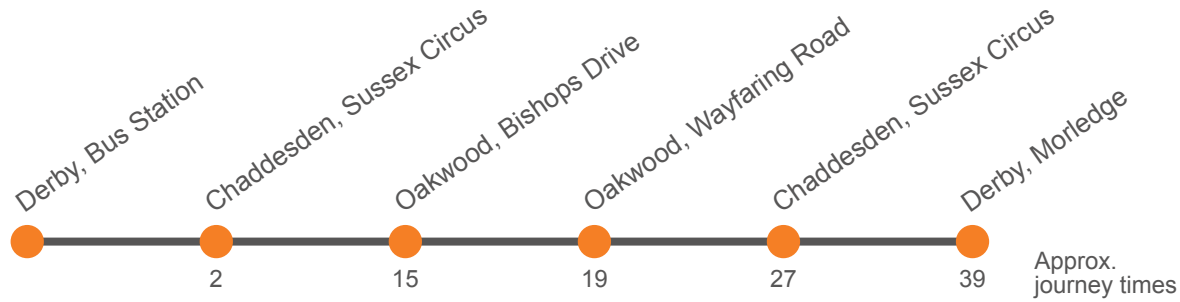 Derby, Bus Station
Chaddesden, Sussex Circus
Oakwood, Bishops Drive
Oakwood, Wayfaring Road
Chaddesden, Sussex Circus
Derby, Morledge
2
15
19
27
39
Approx.
journey times